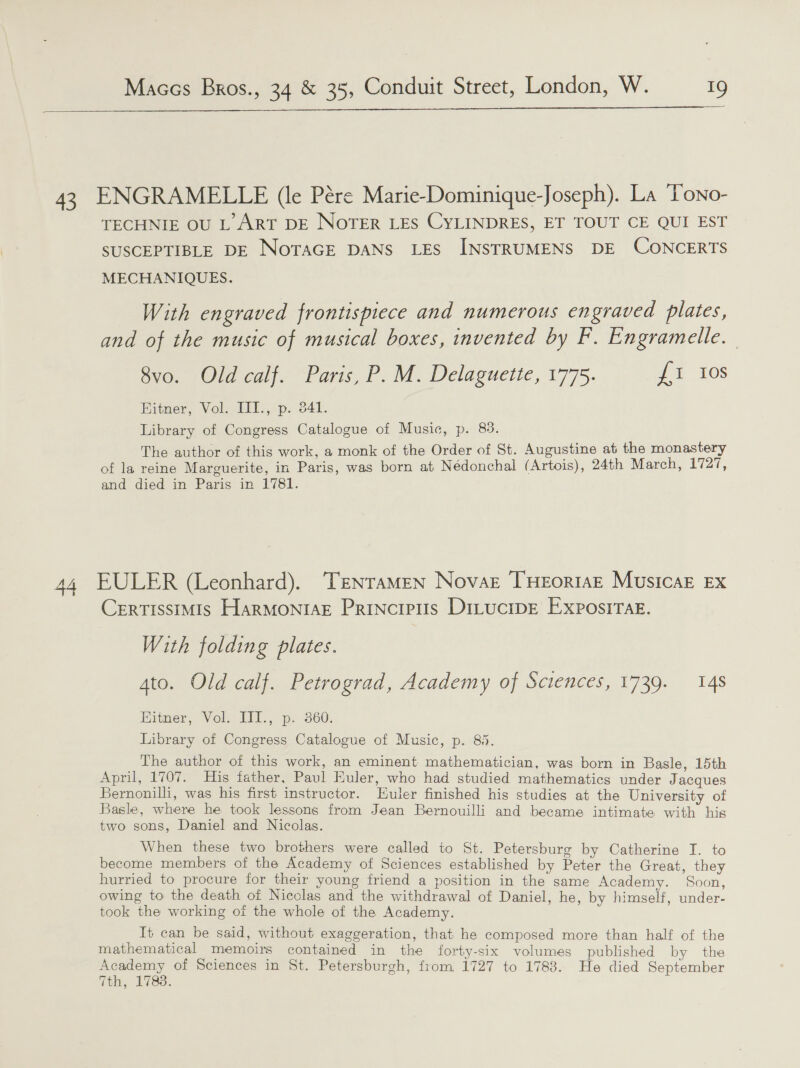 Maggs Bros., 34 & 35, Conduit Street, London, W. 19
43 ENGRAMELLE (le Père Marie-Dominique-Joseph). La Tono-
technie ou l'Art de Noter les Cylindres, et tout ce qui est
susceptible de Notage dans les Instrumens de Concerts
mechaniques.
With engraved frontispiece and numerous engraved plates,
and of the music of musical boxes, invented by F. Engramelle.
8vo. Old calf. Paris, P. M. Delaguette, 1775. £1 10s
Eitner, Vol. III., p. 341.
Library of Congress Catalogue of Music, p. 83.
The author of this work, a monk of the Order of St. Augustine at the monastery
of la reine Marguerite, in Paris, was born at Nédonchal (Artois), 24th March, 1727,
and died in Paris in 1781.
44 EULER (Leonhard). Tentamen Novae Theoriae Musicae ex
Certissimis Harmoniae Principiis Dilucide Expositae.
With folding plates.
4to. Old calf. Petrograd, Academy of Sciences, 1739. 14s
Eitner, Vol. III., p. 360.
Library of Congress Catalogue of Music, p. 85.
The author of this work, an eminent mathematician, was born in Basle, 15th
April, 1707. His father, Paul Euler, who had studied mathematics under Jacques
Bernonilli, was his first instructor. Euler finished his studies at the University of
Basle, where he took lessons from Jean Bernouilli and became intimate with his
two sons, Daniel and Nicolas.
When these two brothers were called to St. Petersburg by Catherine I. to
become members of the Academy of Sciences established by Peter the Great, they
hurried to procure for their young friend a position in the same Academy. Soon,
owing to the death of Nicolas and the withdrawal of Daniel, he, by himself, under-
took the working of the whole of the Academy.
It can be said, without exaggeration, that he composed more than half of the
mathematical memoirs contained in the forty-six volumes published by the
Academy of Sciences in St. Petersburgh, from 1727 to 1783. He died September
7th, 1783.